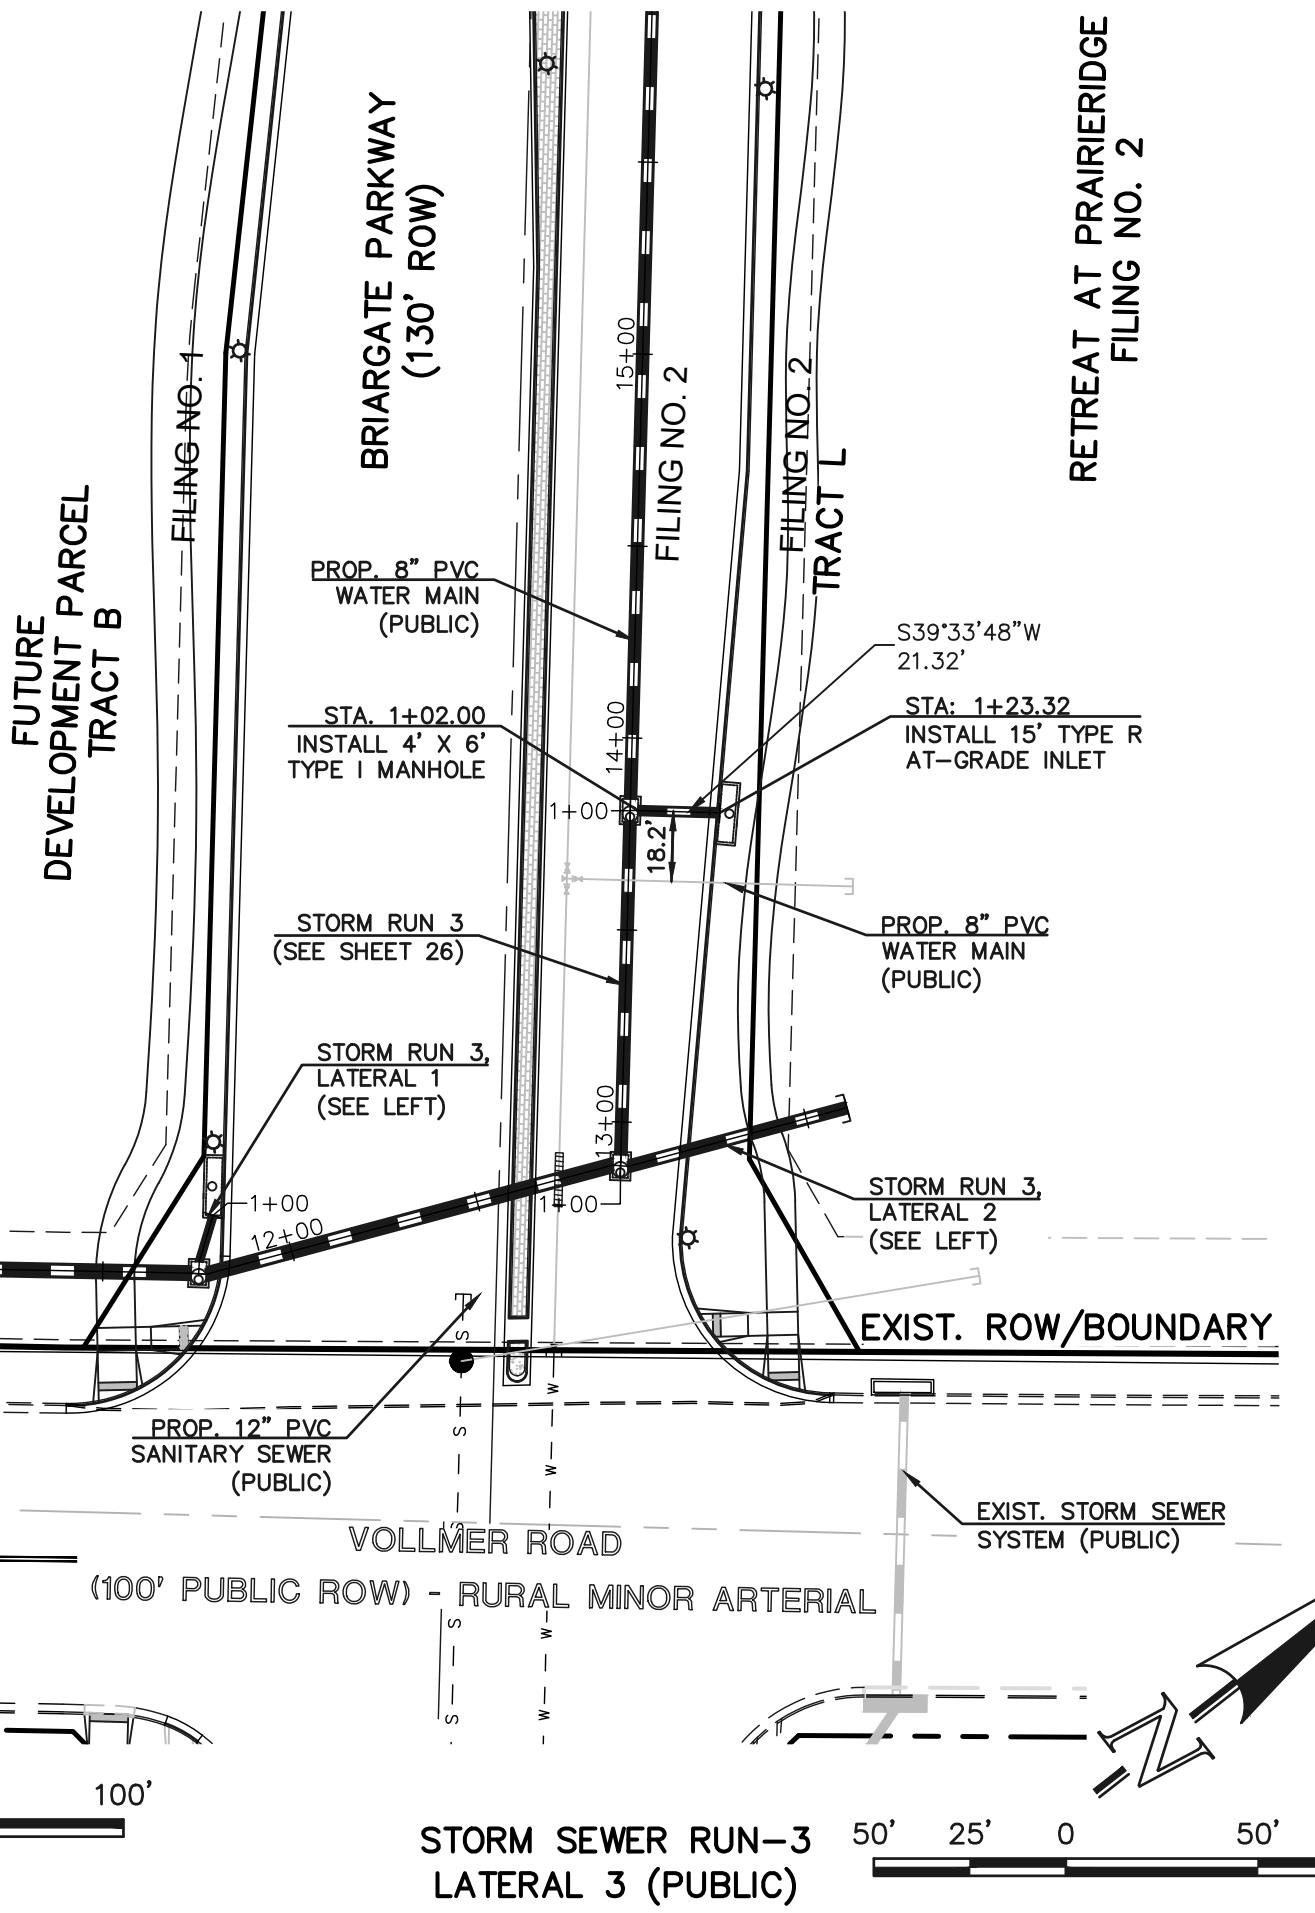 RETREAT AT PRAIRIERIDGE
FILING NO. 2
BRIARGATE PARKWAY
(130' ROW)
FILING NO. 1
15+00
FILING NO. 2
FILING NO. 2
TRACT L
FUTURE
DEVELOPMENT PARCEL
TRACT B
PROP. 8" PVC
WATER MAIN
(PUBLIC)
S39°33'48"W
21.32'
STA. 1+02.00
INSTALL 4' X 6'
TYPE I MANHOLE
14+00
STA: 1+23.32
INSTALL 15' TYPE R
AT-GRADE INLET
1+00
18.2'
STORM RUN 3
(SEE SHEET 26)
PROP. 8" PVC
WATER MAIN
(PUBLIC)
STORM RUN 3,
LATERAL 1
(SEE LEFT)
13+00
1+00
12+00
1+00
STORM RUN 3,
LATERAL 2
(SEE LEFT)
EXIST. ROW/BOUNDARY
S
W
PROP. 12" PVC
SANITARY SEWER
(PUBLIC)
S
W
EXIST. STORM SEWER
SYSTEM (PUBLIC)
S
S
VOLLMER ROAD
(100' PUBLIC ROW) - RURAL MINOR ARTERIAL
S
W
S
W
N
100'
STORM SEWER RUN-3
LATERAL 3 (PUBLIC)
50' 25' 0 50'